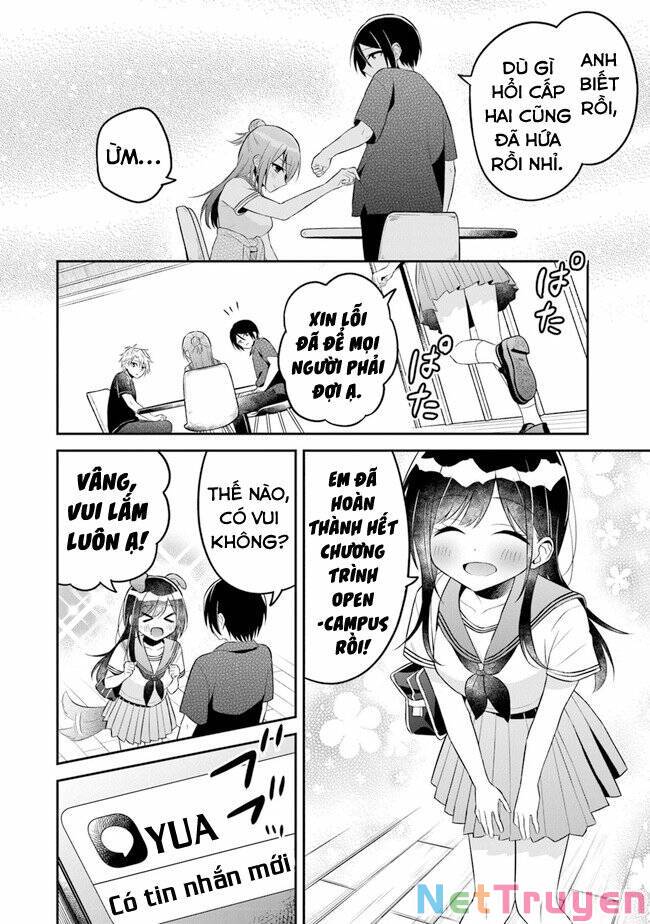 ANH
BIẾT
RỒI,
DÙ GÌ
HỒI CẤP
HAI CŨNG
ĐÃ HỨA
RỒI NHỈ.
ỪM...
ぱた
ぱた
XIN LỖI
ĐÃ ĐỂ MỌI
NGƯỜI PHẢI
ĐỢI Ạ.
EM ĐÃ
HOÀN
THÀNH HẾT
CHƯƠNG
TRÌNH
OPEN
-CAMPUS
RỒI!
THẾ NÀO,
CÓ VUI
KHÔNG?
VÂNG,
VUI LẮM
LUÔN Ạ!
YUA
Có tin nhắn mới
ブブブ
NetTruyen